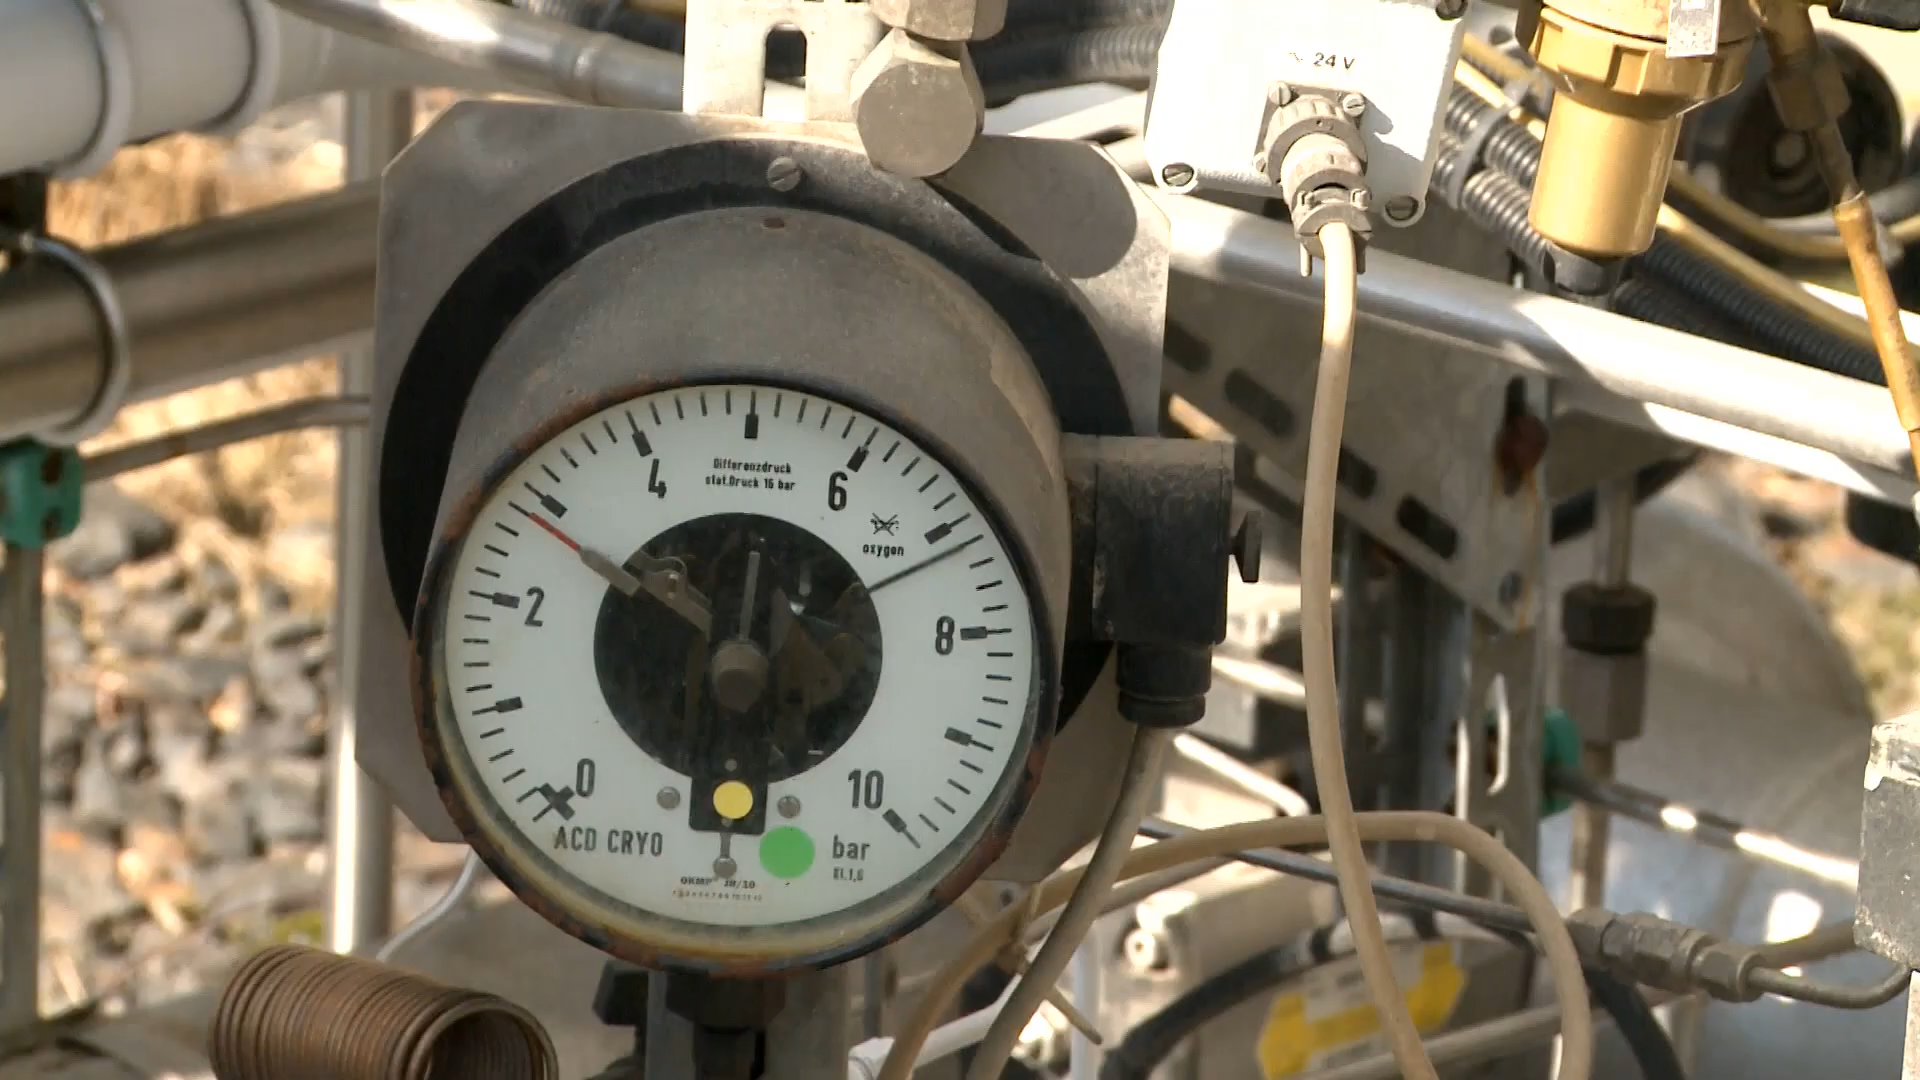 ~ 24 V
4
6
Differenzdruck
stat.Druck 16 bar
oxygen
2
8
0
10
ACD CRYO
bar
Kl.1,6